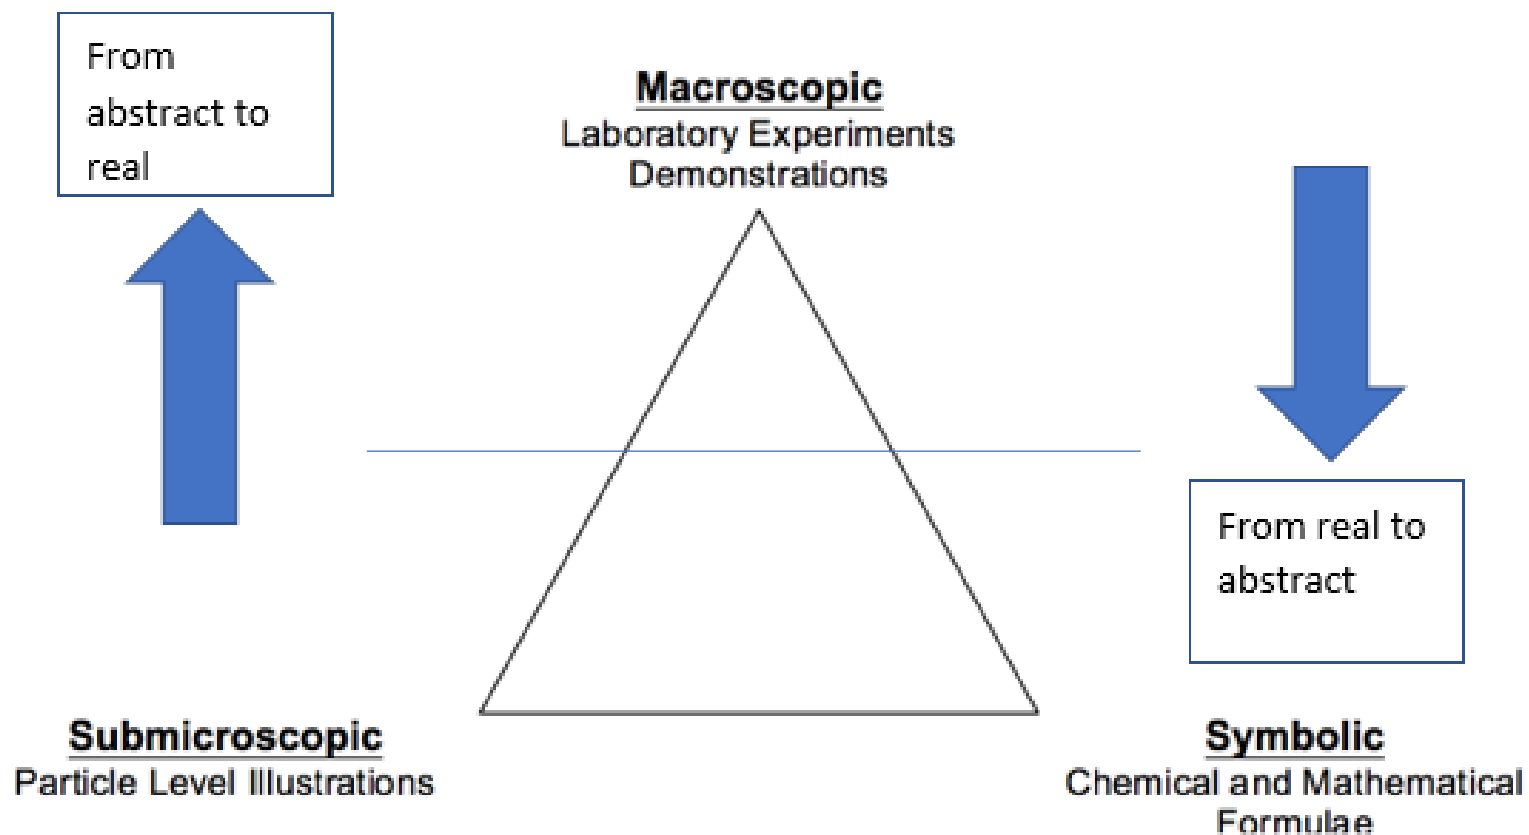 From
abstract to
real
Macroscopic
Laboratory Experiments
Demonstrations
From real to
abstract
Submicroscopic
Particle Level Illustrations
Symbolic
Chemical and Mathematical
Formulae